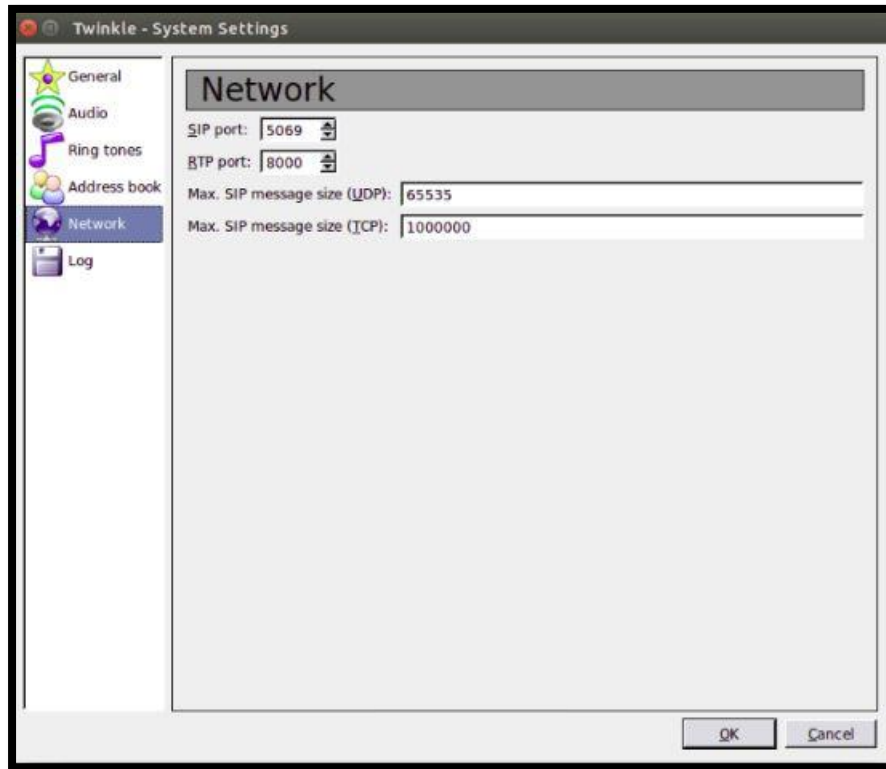 Twinkle - System Settings
General
Audio
Ring tones
Address book
Network
Log
Network
SIP port: 5069
RTP port: 8000
Max. SIP message size (UDP): 65535
Max. SIP message size (TCP): 1000000
OK
Cancel